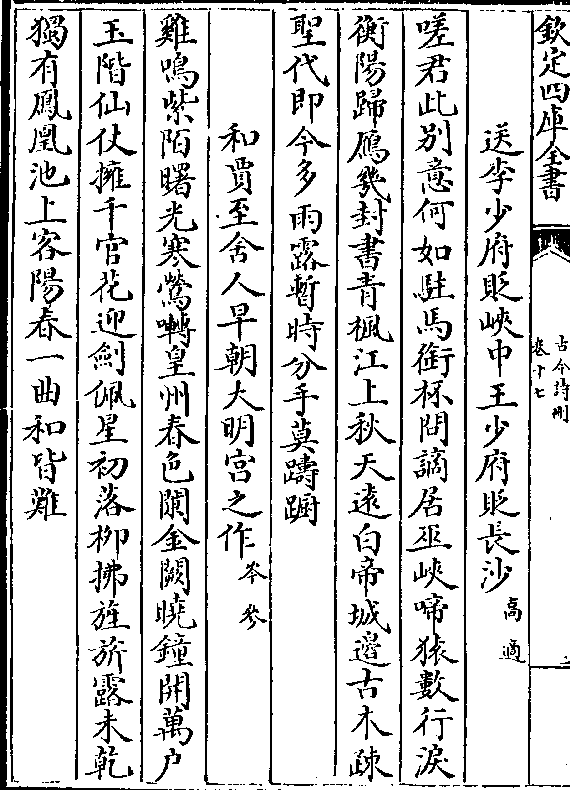 欽定四庫全書
古今詩刪
卷十七
二
送李少府貶峽中王少府貶長沙 高適
嗟君此別意何如駐馬銜杯問謫居巫峽啼猿數行淚
衡陽歸鴈幾封書青楓江上秋天遠白帝城邊古木疎
聖代即今多雨露暫時分手莫躊躇
和賈至舍人早朝大明宫之作 岑參
雞鳴紫陌曙光寒鶯囀皇州春色闌金闕曉鐘開萬户
玉階仙仗擁千官花迎劍佩星初落柳拂旌旂露未乾
獨有鳳凰池上客陽春一曲和皆難